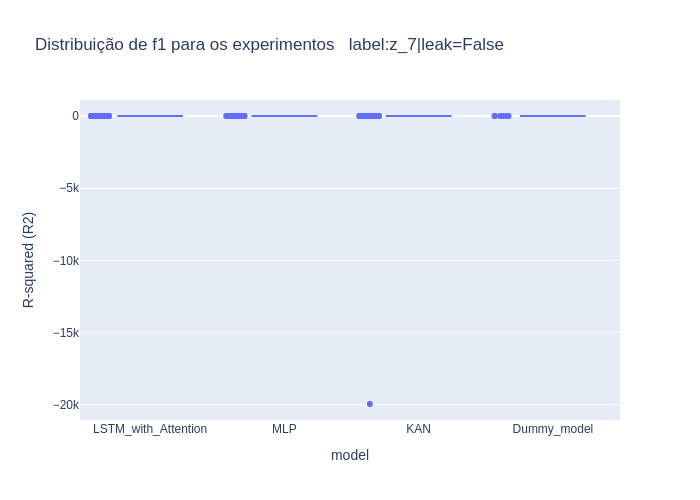 Distribuição de f1 para os experimentos   label:z_7|leak=False
0
−5k
−10k
−15k
−20k
R-squared (R2)
LSTM_with_Attention
MLP
KAN
Dummy_model
model